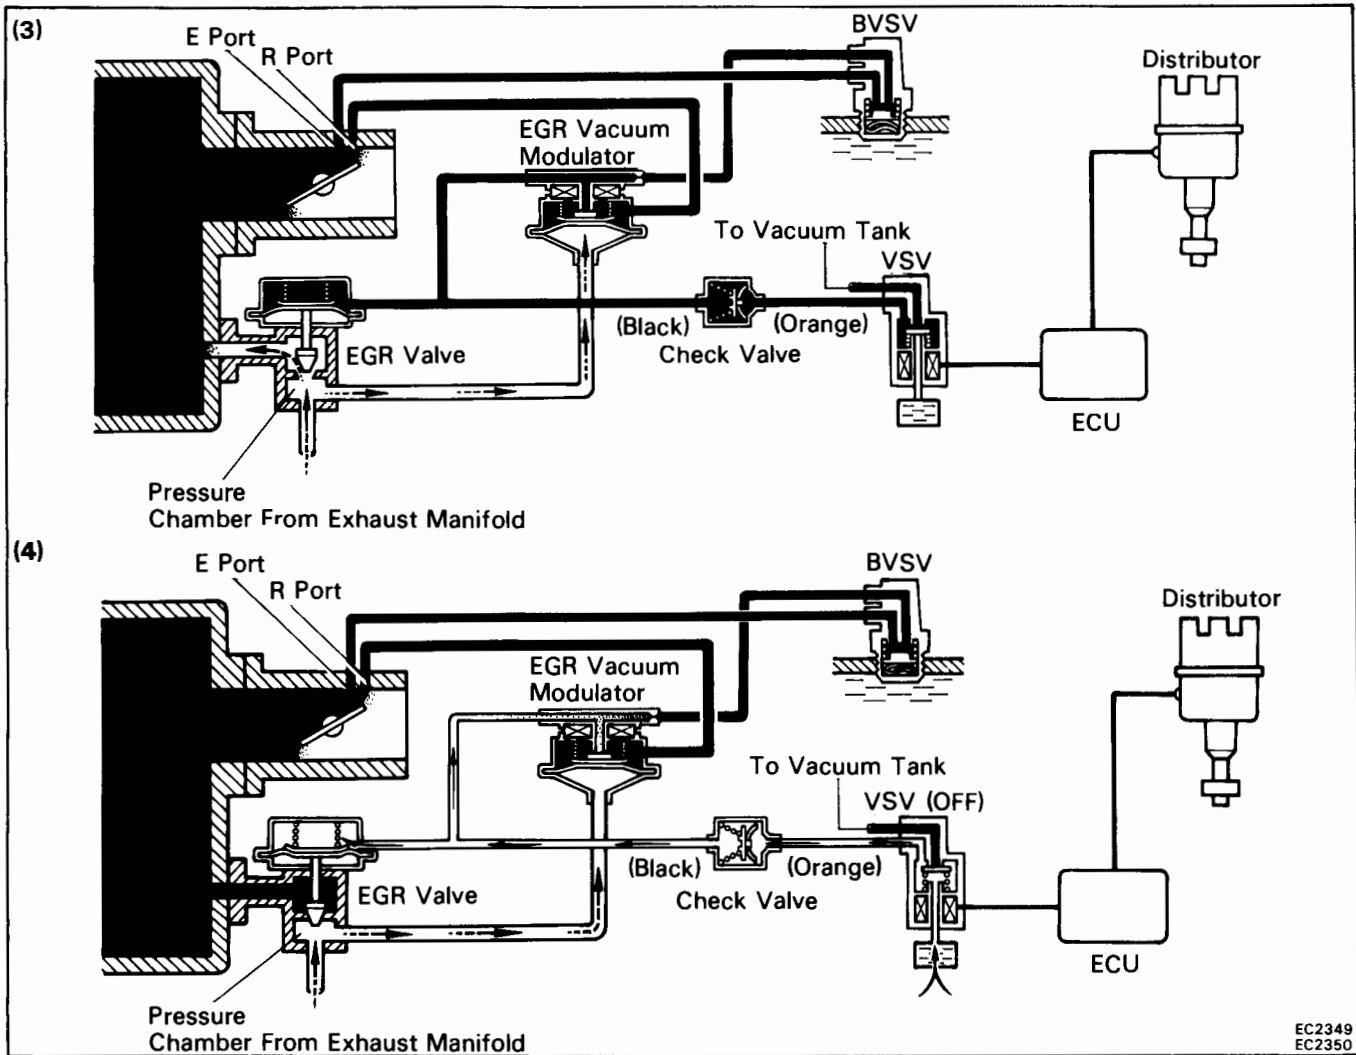 (3)
E Port
R Port
BVSV
Distributor
EGR Vacuum
Modulator
To Vacuum Tank
VSV
(Black)
(Orange)
Check Valve
EGR Valve
ECU
Pressure
Chamber From Exhaust Manifold
(4)
E Port
R Port
BVSV
Distributor
EGR Vacuum
Modulator
To Vacuum Tank
VSV (OFF)
(Black)
(Orange)
Check Valve
EGR Valve
ECU
Pressure
Chamber From Exhaust Manifold
EC2349
EC2350